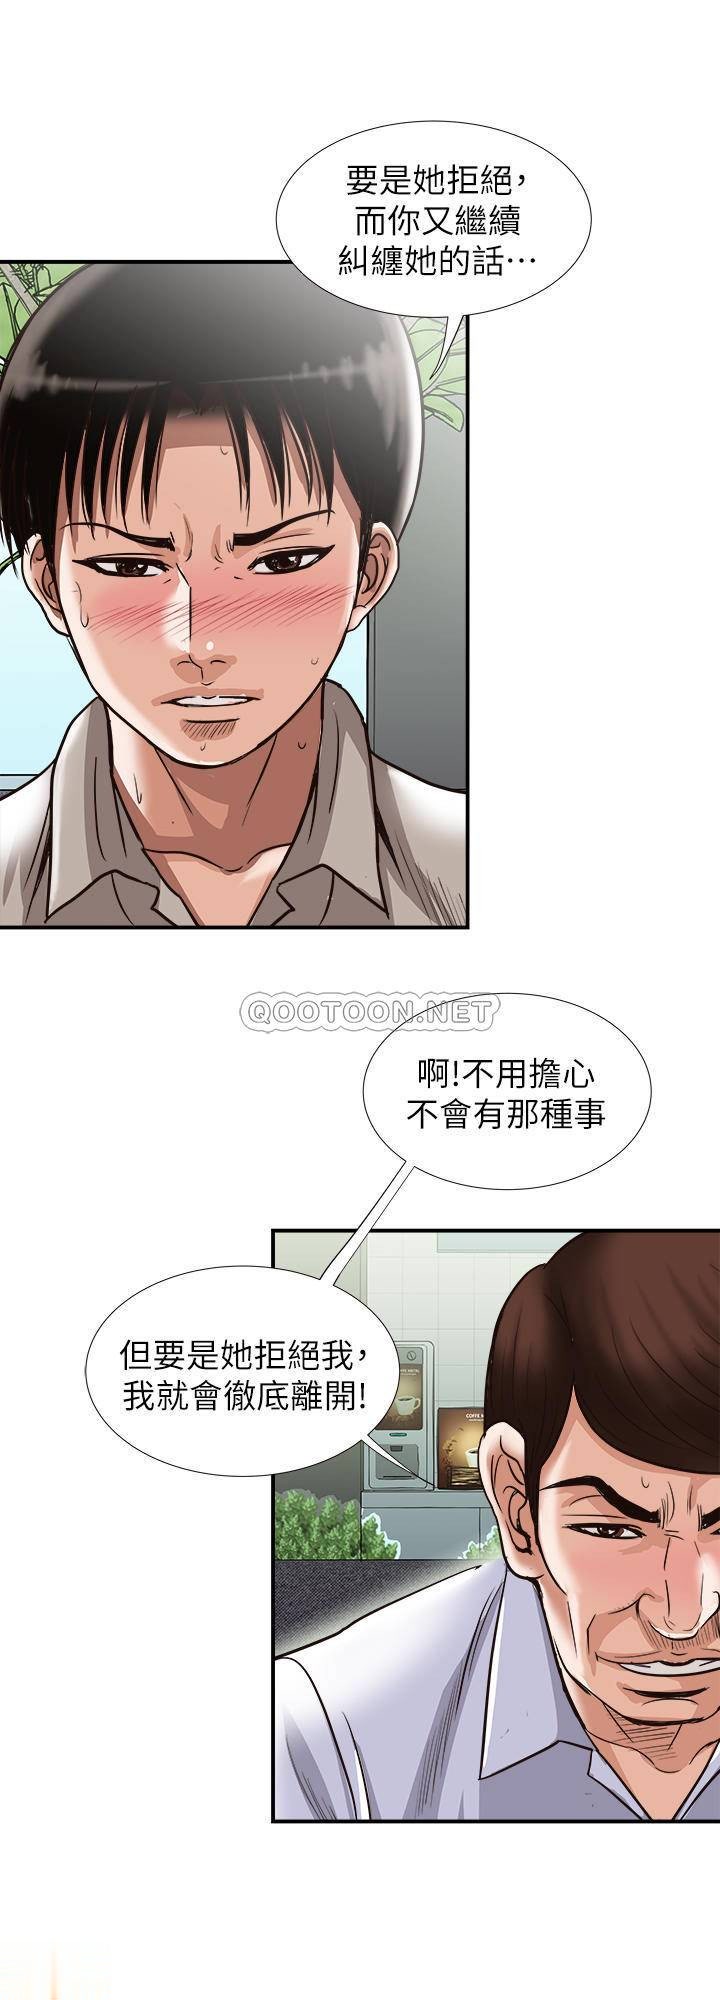 要是她拒絕，
而你又繼續
糾纏她的話…
QOOTOON.NET
啊！不用擔心
不會有那種事
但要是她拒絕我，
我就會徹底離開！